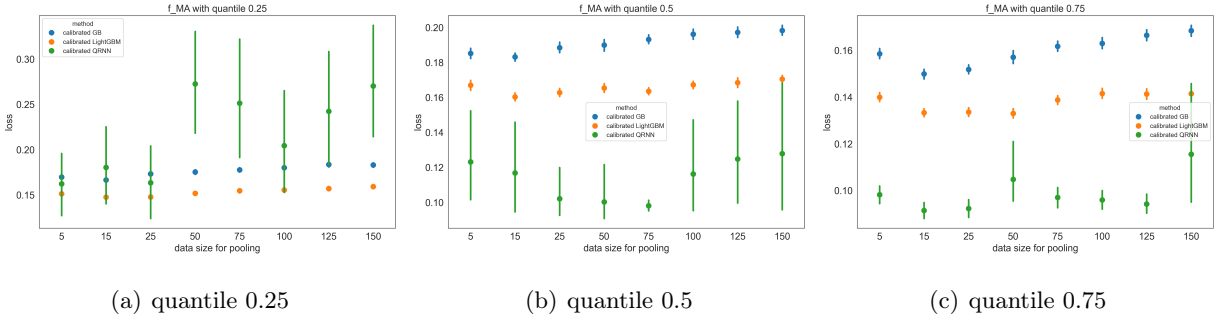 f_MA with quantile 0.25
method
calibrated GB
calibrated LightGBM
calibrated QRNN
loss
0.30
0.25
0.20
0.15
5 15 25 50 75 100 125 150
data size for pooling
(a) quantile 0.25
f_MA with quantile 0.5
method
calibrated GB
calibrated LightGBM
calibrated QRNN
loss
0.20
0.18
0.16
0.14
0.12
0.10
5 15 25 50 75 100 125 150
data size for pooling
(b) quantile 0.5
f_MA with quantile 0.75
method
calibrated GB
calibrated LightGBM
calibrated QRNN
loss
0.16
0.14
0.12
0.10
5 15 25 50 75 100 125 150
data size for pooling
(c) quantile 0.75